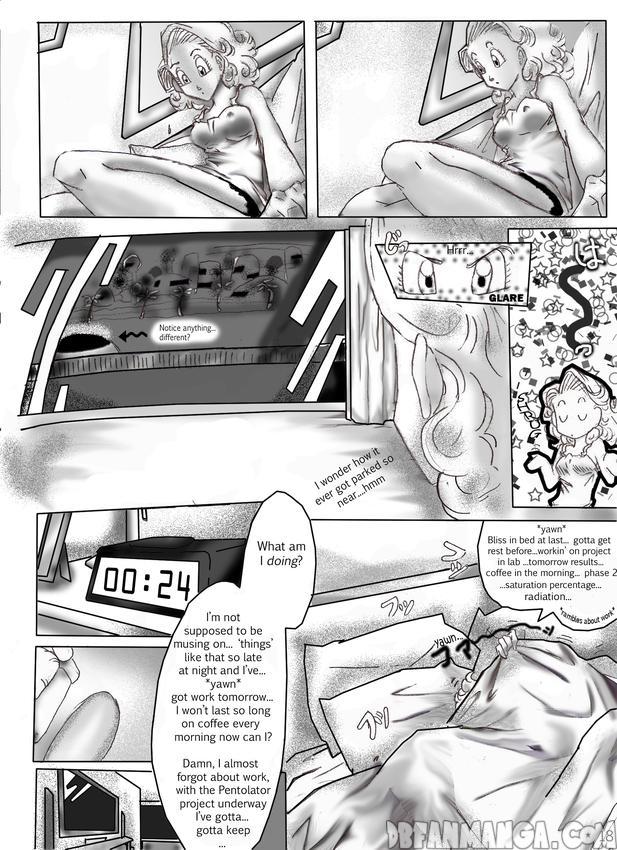 Hrrr...
GLARE
は
Notice anything...
different?
I wonder how it
ever got parked so
near....hmm
00:24
What am
I doing?
I'm not
supposed to be
musing on... 'things'
like that so late
at night and I've...
*yawn*
got work tomorrow...
I won't last so long
on coffee every
morning now can I?
Damn, I almost
forgot about work,
with the Pentolator
project underway
I've gotta...
gotta keep
...
*yawn*
Bliss in bed at last... gotta get
rest before...workin' on project
in lab ...tomorrow results...
coffee in the morning... phase 2
...saturation percentage...
radiation...
*rambles about work*
yawn...
DBFANMANGA.COM
18